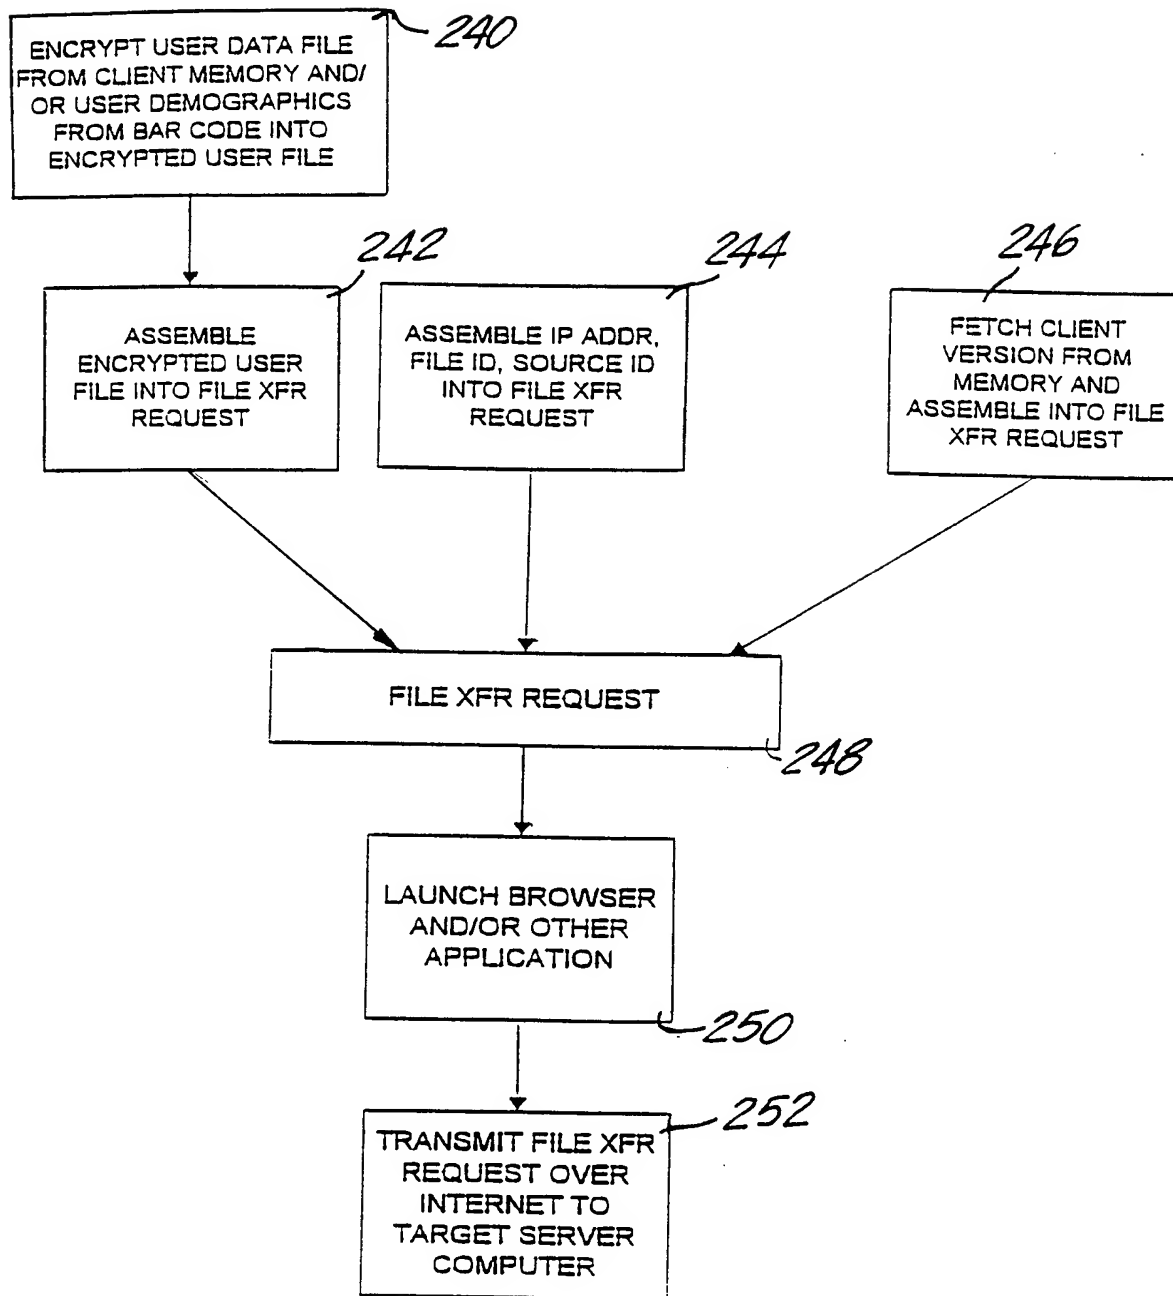 240
ENCRYPT USER DATA FILE
FROM CLIENT MEMORY AND/
OR USER DEMOGRAPHICS
FROM BAR CODE INTO
ENCRYPTED USER FILE
242
ASSEMBLE
ENCRYPTED USER
FILE INTO FILE XFR
REQUEST
244
ASSEMBLE IP ADDR,
FILE ID, SOURCE ID
INTO FILE XFR
REQUEST
246
FETCH CLIENT
VERSION FROM
MEMORY AND
ASSEMBLE INTO FILE
XFR REQUEST
FILE XFR REQUEST
248
LAUNCH BROWSER
AND/OR OTHER
APPLICATION
250
252
TRANSMIT FILE XFR
REQUEST OVER
INTERNET TO
TARGET SERVER
COMPUTER